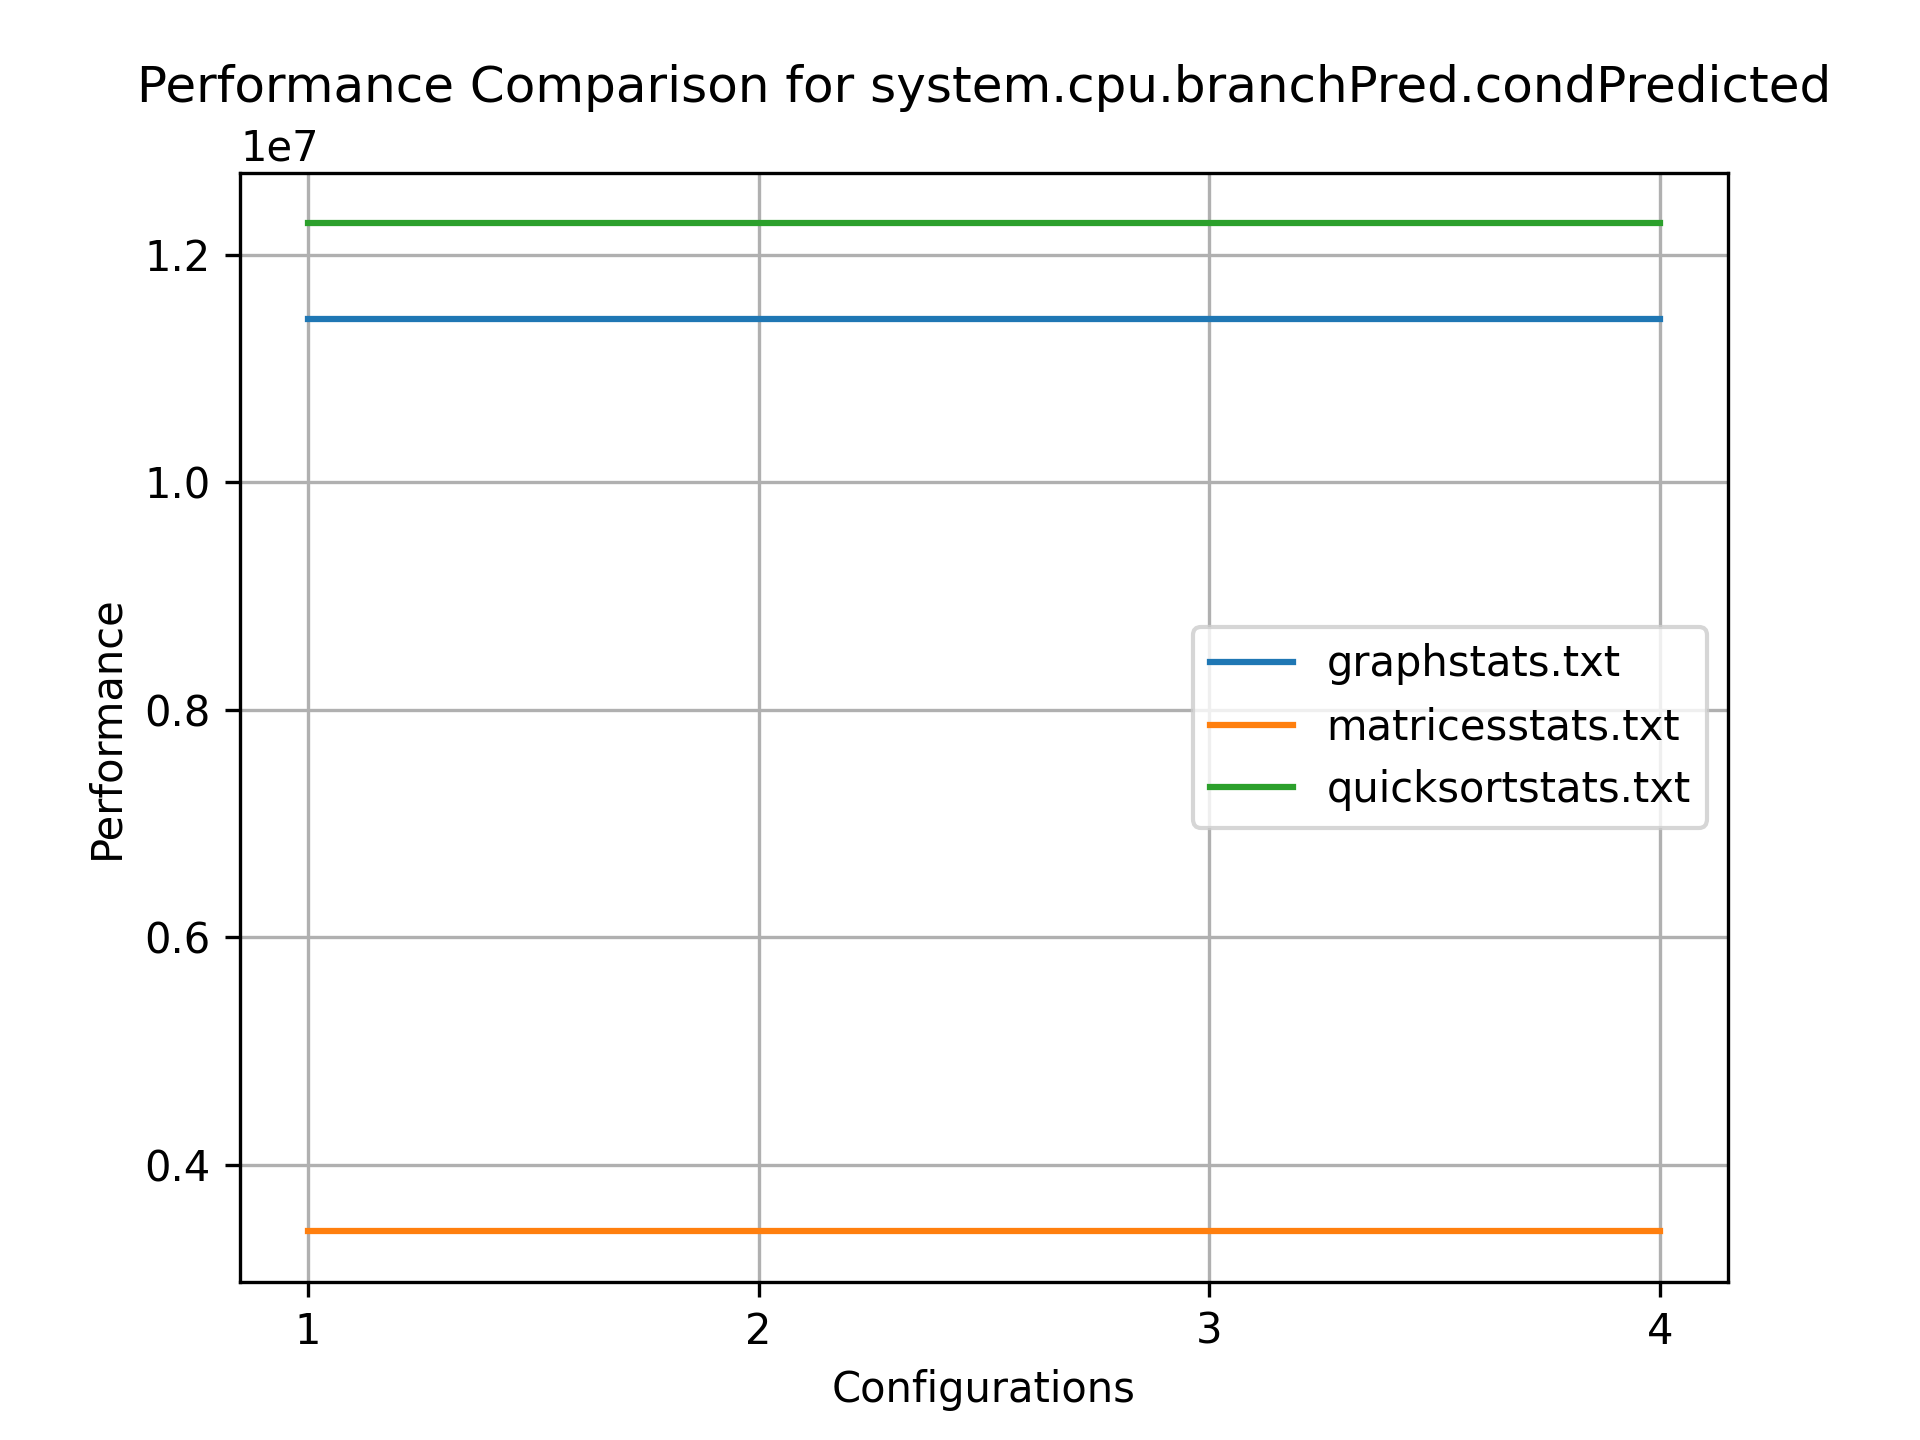 Performance Comparison for system.cpu.branchPred.condPredicted
1e7
1.2
1.0
0.8
0.6
0.4
Performance
graphstats.txt
matricesstats.txt
quicksortstats.txt
1 2 3 4
Configurations